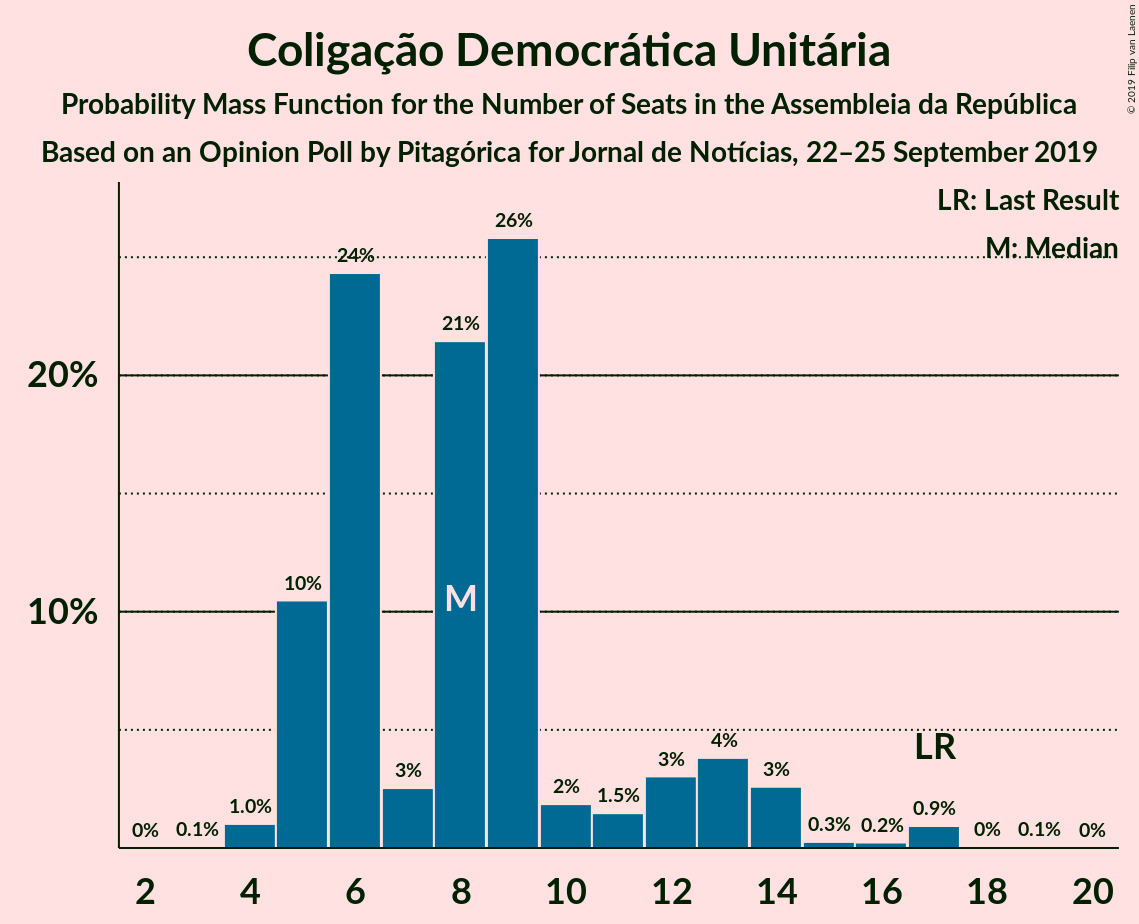 Coligação Democrática Unitária
Probability Mass Function for the Number of Seats in the Assembleia da República
Based on an Opinion Poll by Pitagórica for Jornal de Notícias, 22–25 September 2019
© 2019 Filip van Laenen
LR: Last Result
M: Median
20%
10%
0%
0.1%
1.0%
10%
24%
3%
21%
26%
2%
1.5%
3%
4%
3%
0.3%
0.2%
0.9%
0%
0.1%
0%
M
LR
2 4 6 8 10 12 14 16 18 20